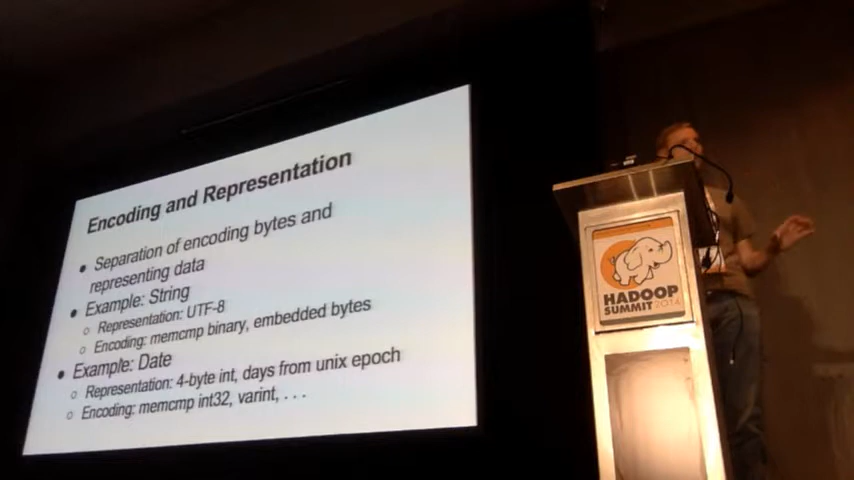 Encoding and Representation
● Separation of encoding bytes and
representing data
● Example: String
○ Representation: UTF-8
○ Encoding: memcmp binary, embedded bytes
● Example: Date
○ Representation: 4-byte int, days from unix epoch
○ Encoding: memcmp int32, varint, . . .
HADOOP
SUMMIT 2014